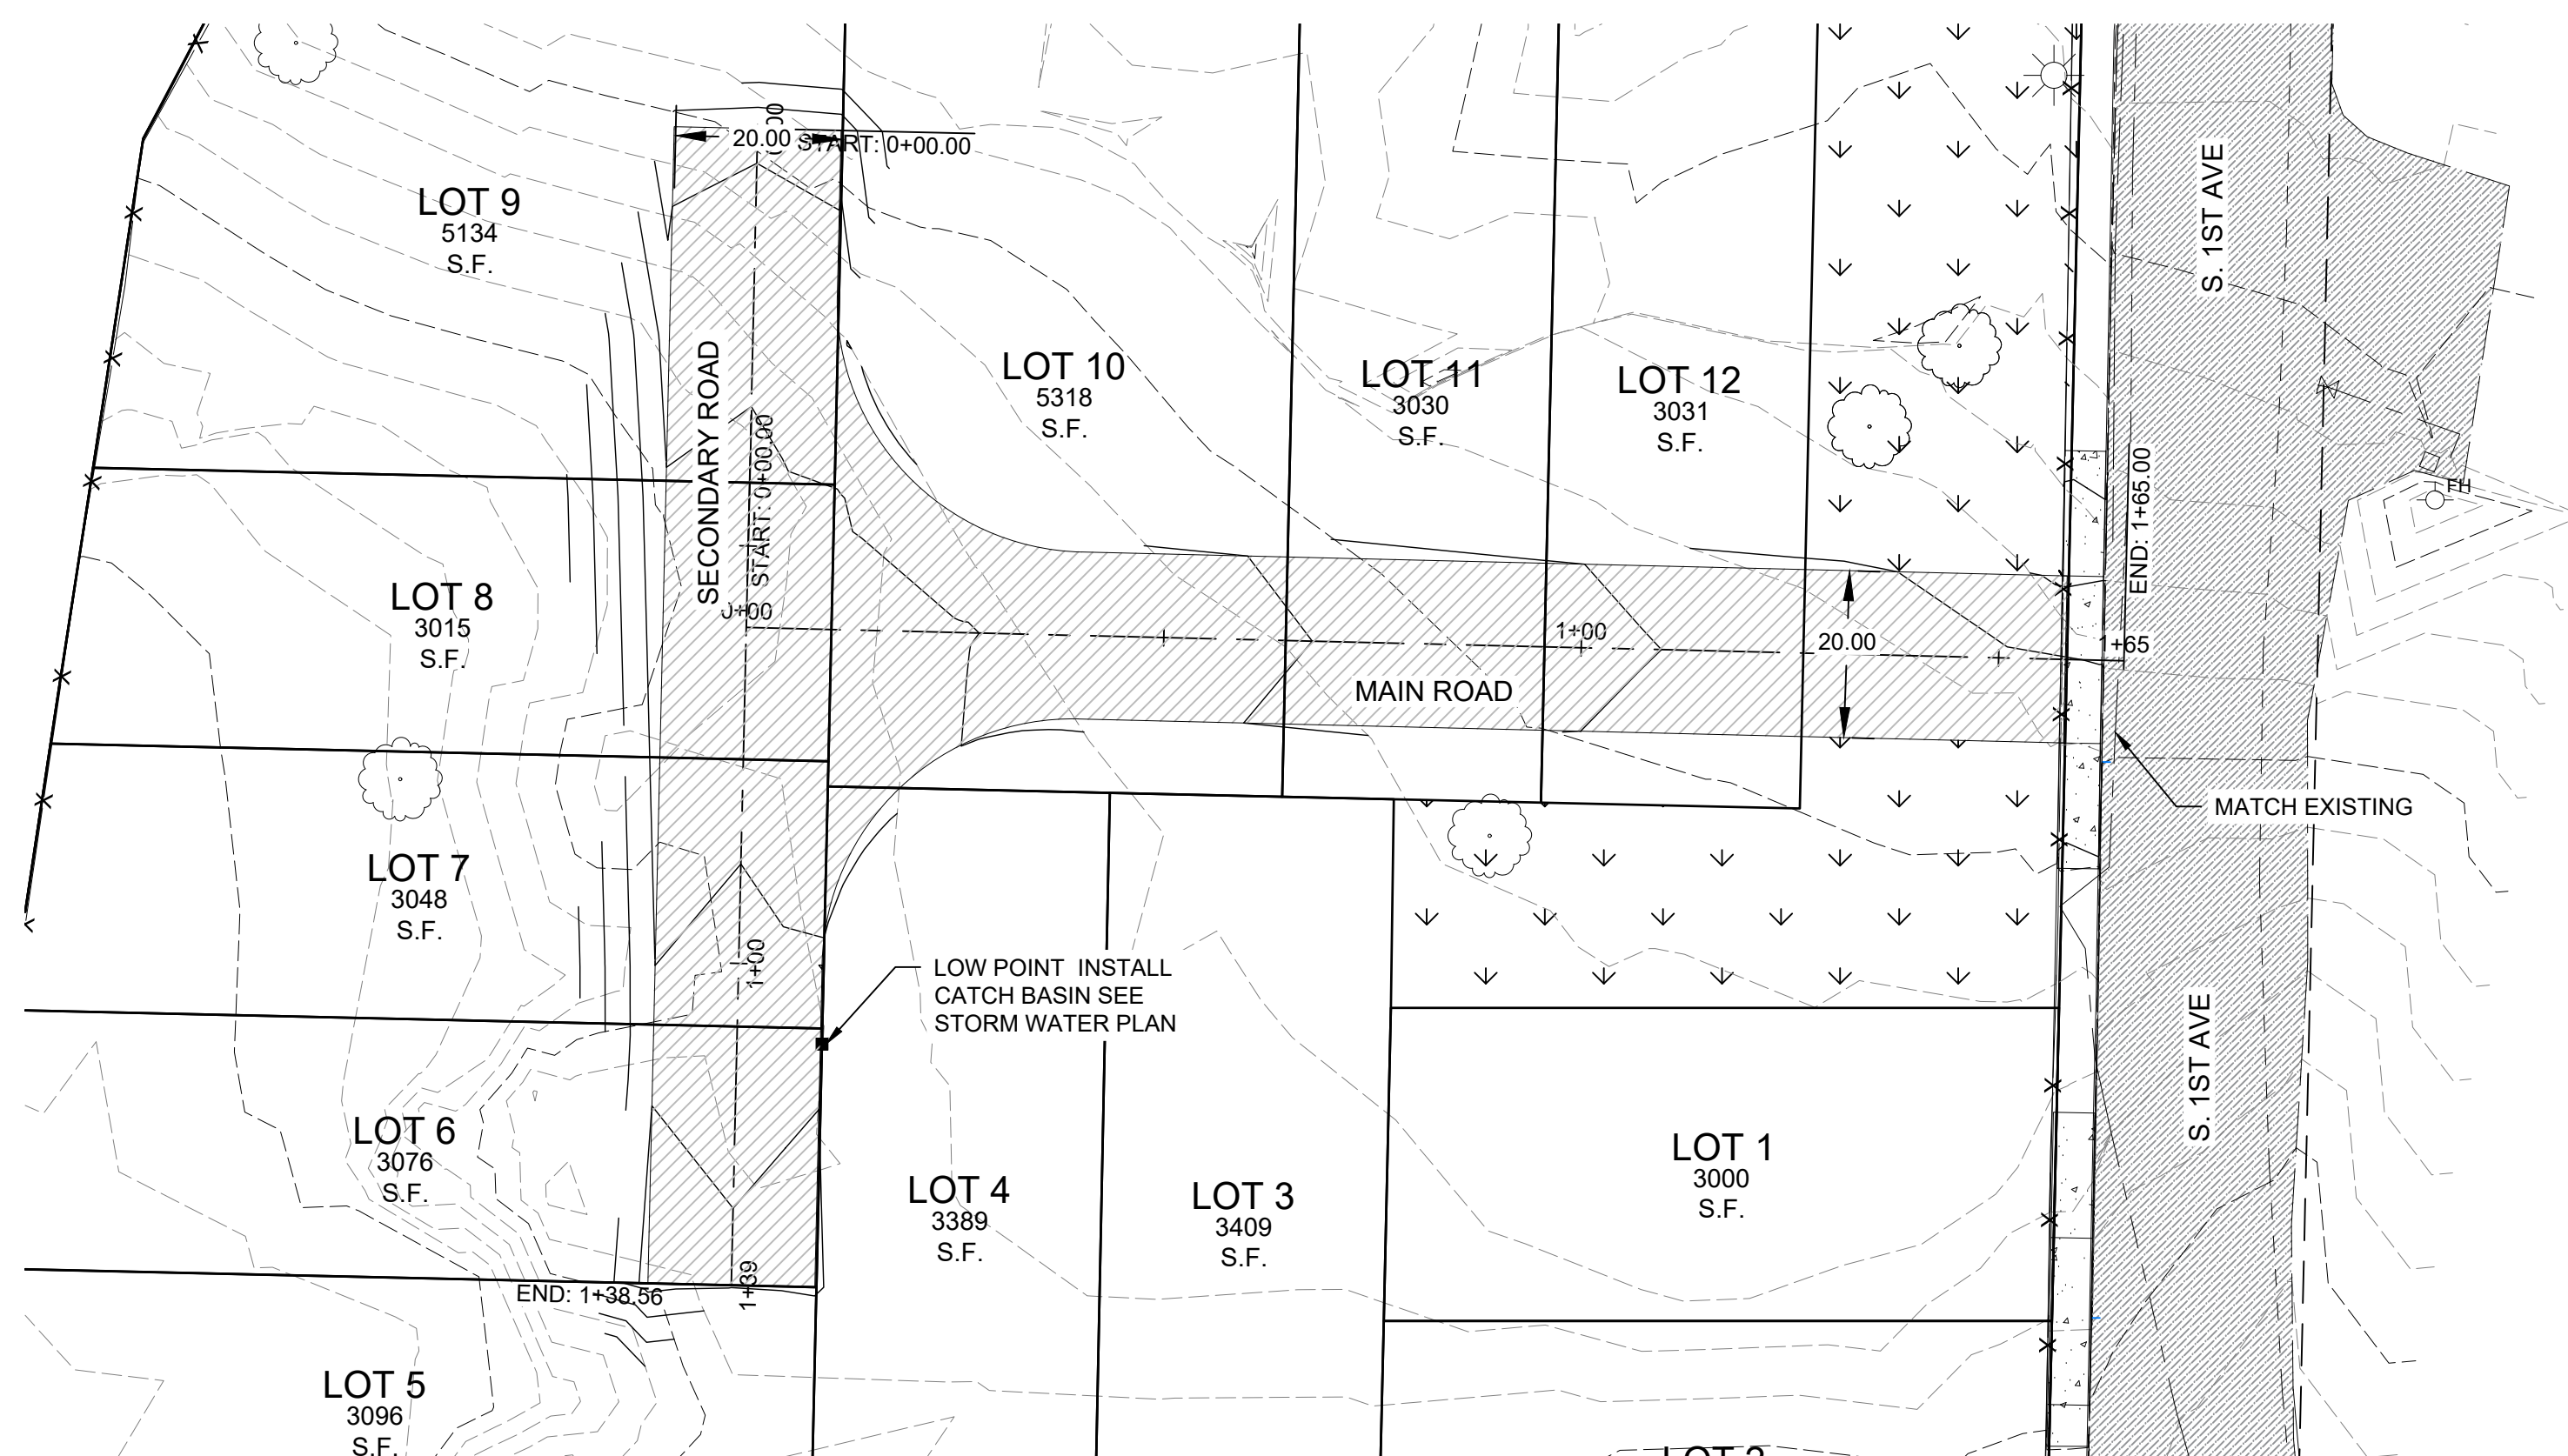 20.00
START: 0+00.00
S. 1ST AVE
LOT 9
5134
S.F.
SECONDARY ROAD
START: 0+00.00
LOT 10
5318
S.F.
LOT 11
3030
S.F.
LOT 12
3031
S.F.
END: 1+65.00
FH
LOT 8
3015
S.F.
0+00
1+00
20.00
1+65
MAIN ROAD
MATCH EXISTING
LOT 7
3048
S.F.
1+00
LOW POINT INSTALL
CATCH BASIN SEE
STORM WATER PLAN
S. 1ST AVE
LOT 6
3076
S.F.
LOT 4
3389
S.F.
LOT 3
3409
S.F.
LOT 1
3000
S.F.
END: 1+38.56
1+39
LOT 5
3096
S.F.
LOT 2